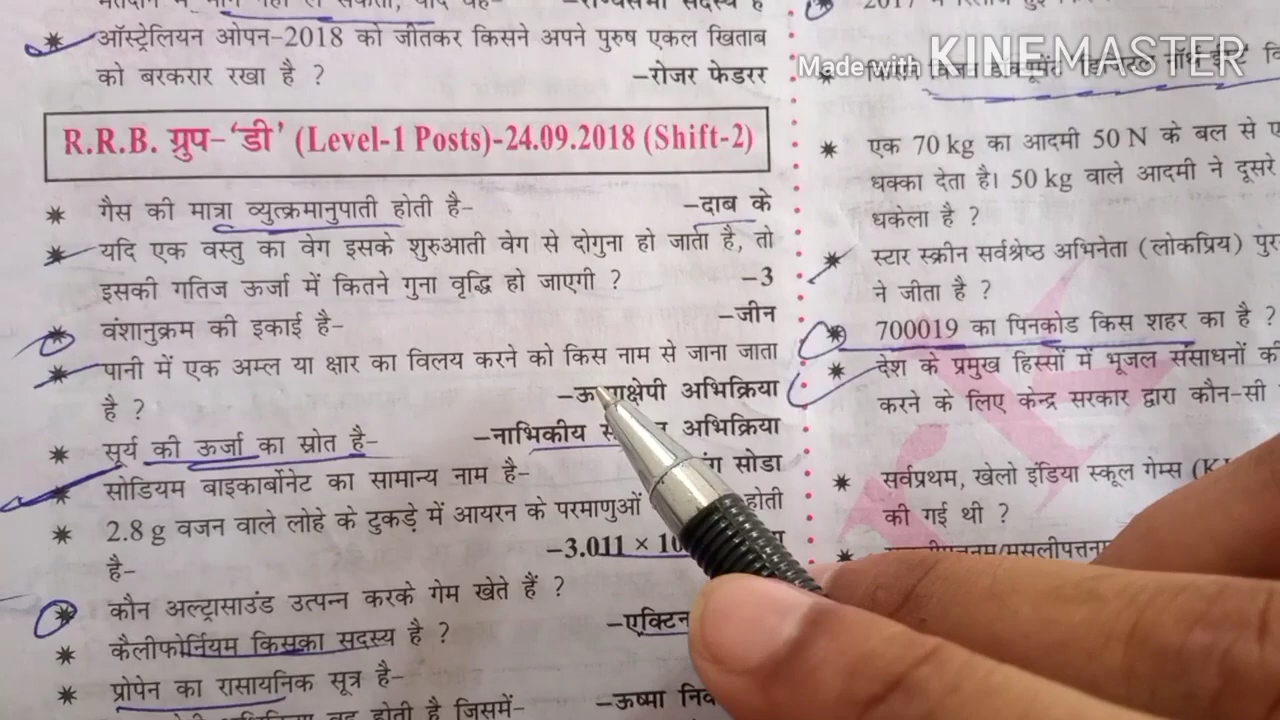 ऑस्ट्रेलियन ओपन-2018 को जीतकर किसने अपने पुरुष एकल खिताब
को बरकरार रखा है ? -रोजर फेडरर
R.R.B. ग्रुप-'डी' (Level-1 Posts)-24.09.2018 (Shift-2)
* गैस की मात्रा व्युत्क्रमानुपाती होती है- -दाब के
* यदि एक वस्तु का वेग इसके शुरुआती वेग से दोगुना हो जाता है, तो
इसकी गतिज ऊर्जा में कितने गुना वृद्धि हो जाएगी ? -3
* वंशानुक्रम की इकाई है- -जीन
* पानी में एक अम्ल या क्षार का विलय करने को किस नाम से जाना जाता
है ? अभिक्रिया
* सूर्य की ऊर्जा का स्रोत है- -नाभिकीय अभिक्रिया
* सोडियम बाइकार्बोनेट का सामान्य नाम है- सोडा
* 2.8 g वजन वाले लोहे के टुकड़े में आयरन के परमाणुओं होती
है- -3.011 × 10
* कौन अल्ट्रासाउंड उत्पन्न करके गेम खेते हैं ?
* कैलीफोर्नियम किसका सदस्य है ? -एक्टिन
* प्रोपेन का रासायनिक सूत्र है-
होती है जिसमें- -ऊष्मा
Made with KINEMASTER
* एक 70 kg का आदमी 50 N के बल से
धक्का देता है। 50 kg वाले आदमी ने दूसरे
धकेला है ?
* स्टार स्क्रीन सर्वश्रेष्ठ अभिनेता (लोकप्रिय)
ने जीता है ?
* 700019 का पिनकोड किस शहर का है ?
* देश के प्रमुख हिस्सों में भूजल संसाधनों की
करने के लिए केन्द्र सरकार द्वारा कौन-सी
* सर्वप्रथम, खेलो इंडिया स्कूल गेम्स
की गई थी ?